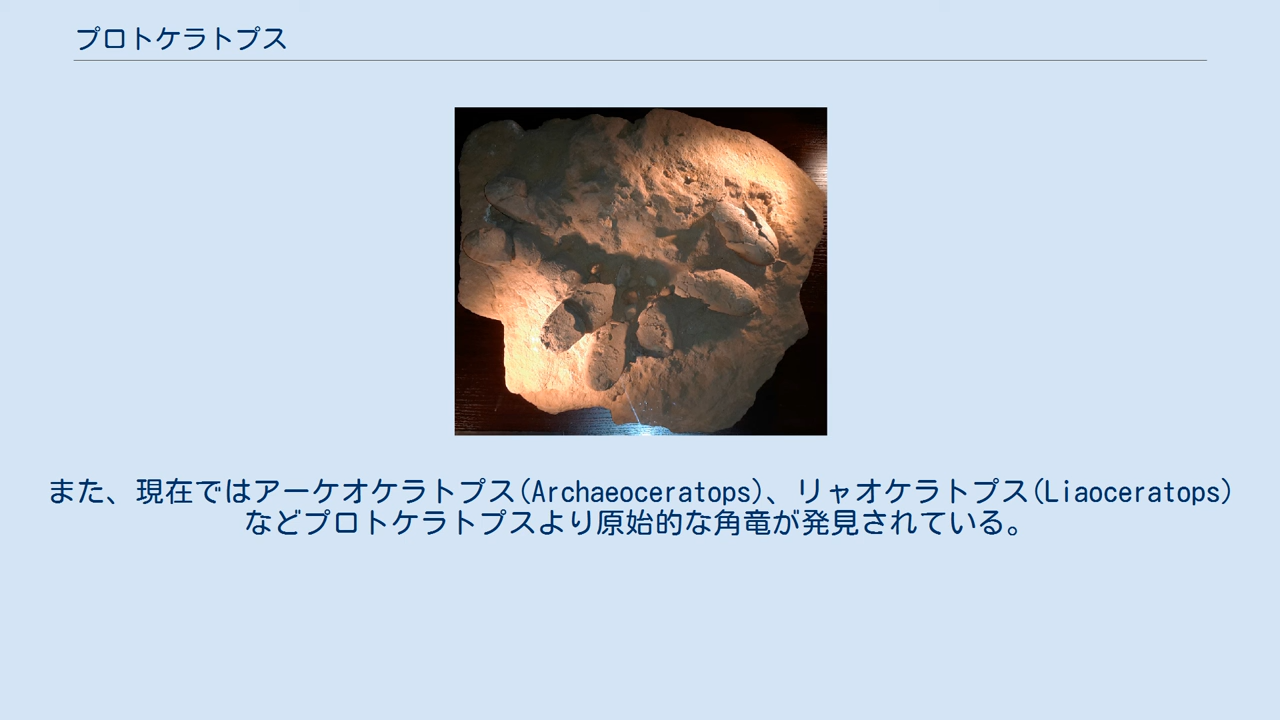 プロトケラトプス
また、現在ではアーケオケラトプス(Archaeoceratops)、リャオケラトプス(Liaoceratops)
などプロトケラトプスより原始的な角竜が発見されている。